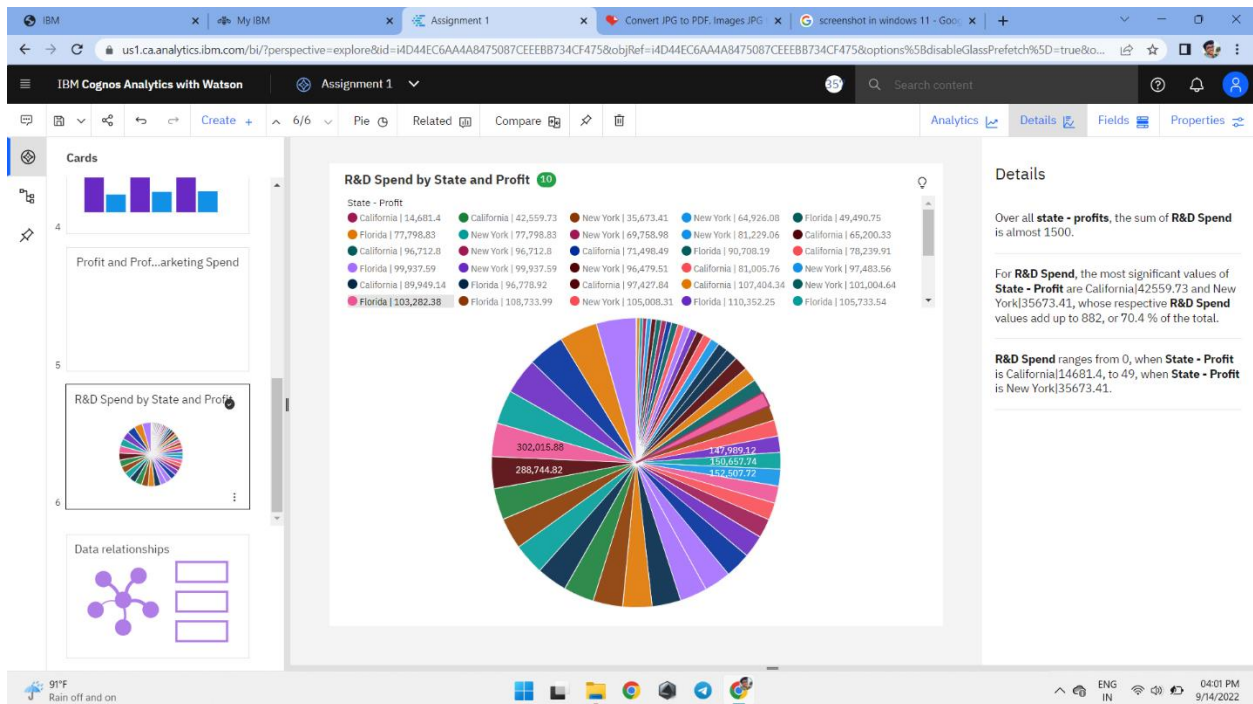 IBM
My IBM
Assignment 1
Convert JPG to PDF. Images JPG
screenshot in windows 11 - Goo
us1.ca.analytics.ibm.com/bi/?perspective=explore&id=i4D44EC6AA4A8475087CEEEBB734CF475&objRef=i4D44EC6AA4A8475087CEEEBB734CF475&options%5BdisableGlassPrefetch%5D=true&o...
IBM Cognos Analytics with Watson
Assignment 1
35
Search content
Create +
6/6
Pie
Related
Compare
Analytics
Details
Fields
Properties
Cards
4
Profit and Prof...arketing Spend
5
R&D Spend by State and Profit
6
Data relationships
R&D Spend by State and Profit 10
State - Profit
California | 14,681.4 California | 42,559.73 New York | 35,673.41 New York | 64,926.08 Florida | 49,490.75
Florida | 77,798.83 New York | 77,798.83 New York | 69,758.98 New York | 81,229.06 California | 65,200.33
California | 96,712.8 New York | 96,712.8 California | 71,498.49 Florida | 90,708.19 California | 78,239.91
Florida | 99,937.59 New York | 99,937.59 New York | 96,479.51 California | 81,005.76 New York | 97,483.56
California | 89,949.14 Florida | 96,778.92 California | 97,427.84 California | 107,404.34 New York | 101,004.64
Florida | 103,282.38 Florida | 108,733.99 New York | 105,008.31 Florida | 110,352.25 Florida | 105,733.54
302,015.88
288,744.82
147,989.12
150,657.74
152,507.72
Details
Over all state - profits, the sum of R&D Spend
is almost 1500.
For R&D Spend, the most significant values of
State - Profit are California|42559.73 and New
York|35673.41, whose respective R&D Spend
values add up to 882, or 70.4 % of the total.
R&D Spend ranges from 0, when State - Profit
is California|14681.4, to 49, when State - Profit
is New York|35673.41.
91°F
Rain off and on
ENG
IN
04:01 PM
9/14/2022